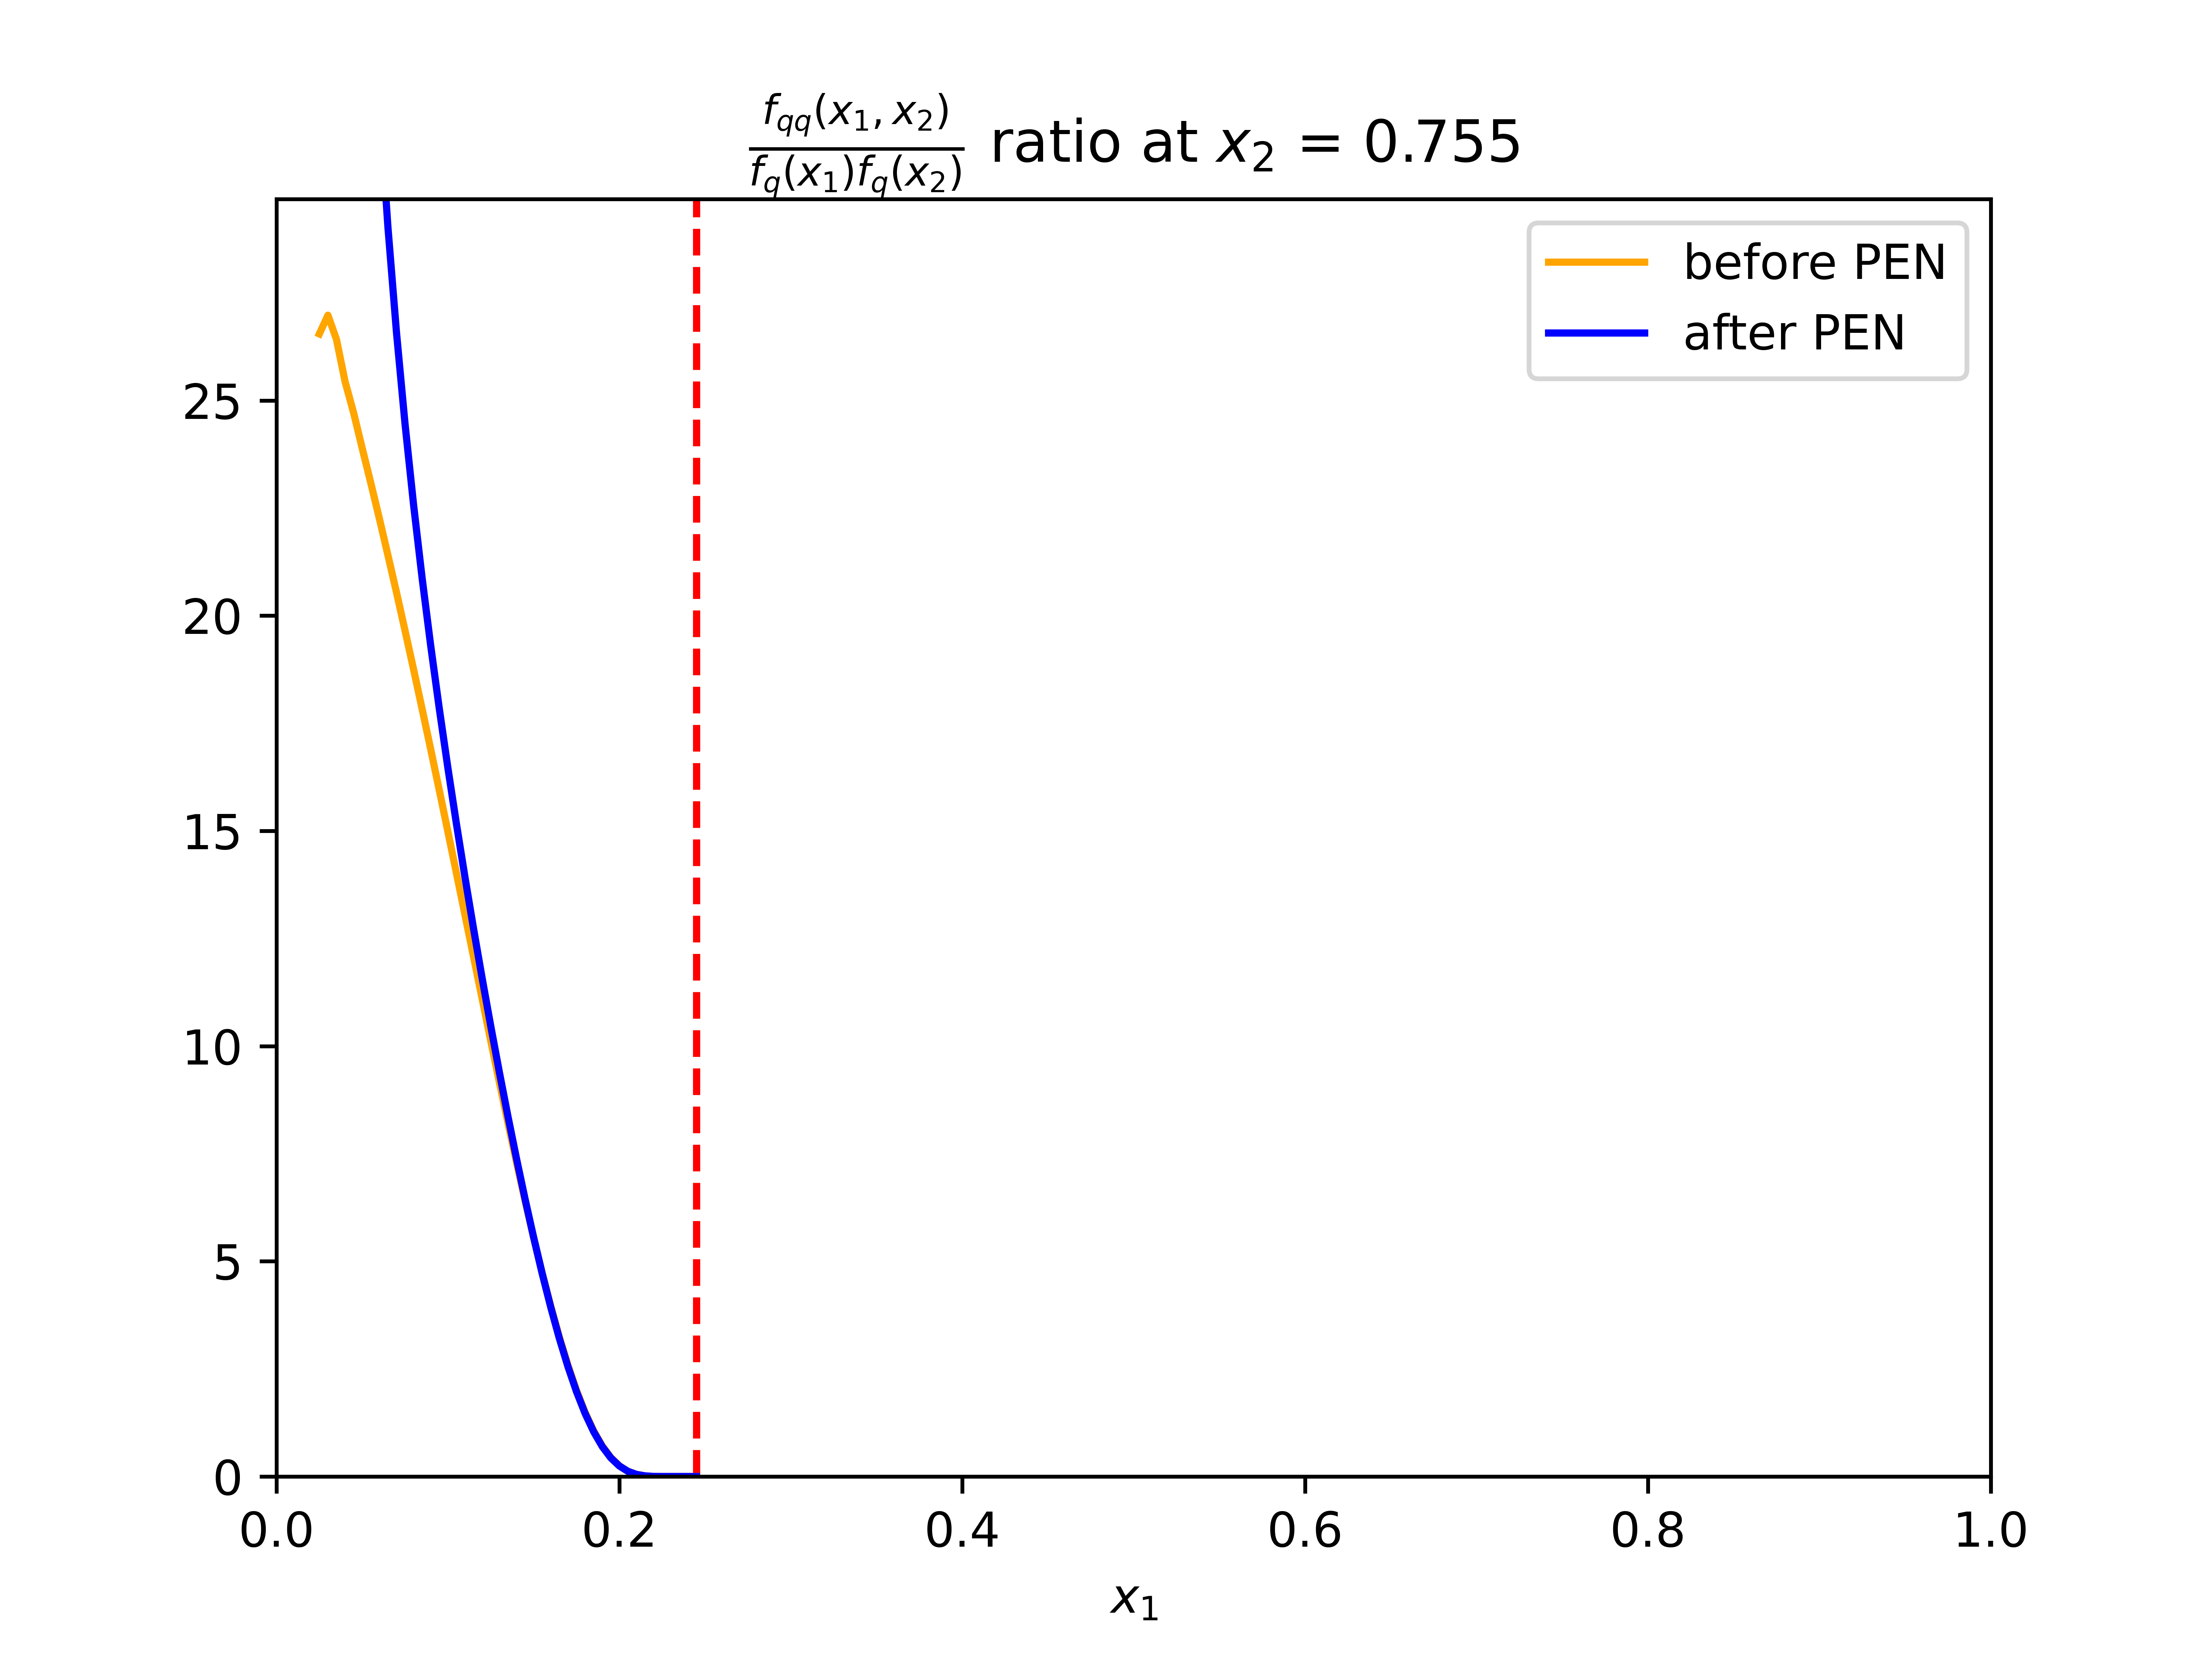 f_qq(x_1, x_2)
f_q(x_1)f_q(x_2)
ratio at x_2 = 0.755
before PEN
after PEN
25
20
15
10
5
0
0.0 0.2 0.4 0.6 0.8 1.0
x_1